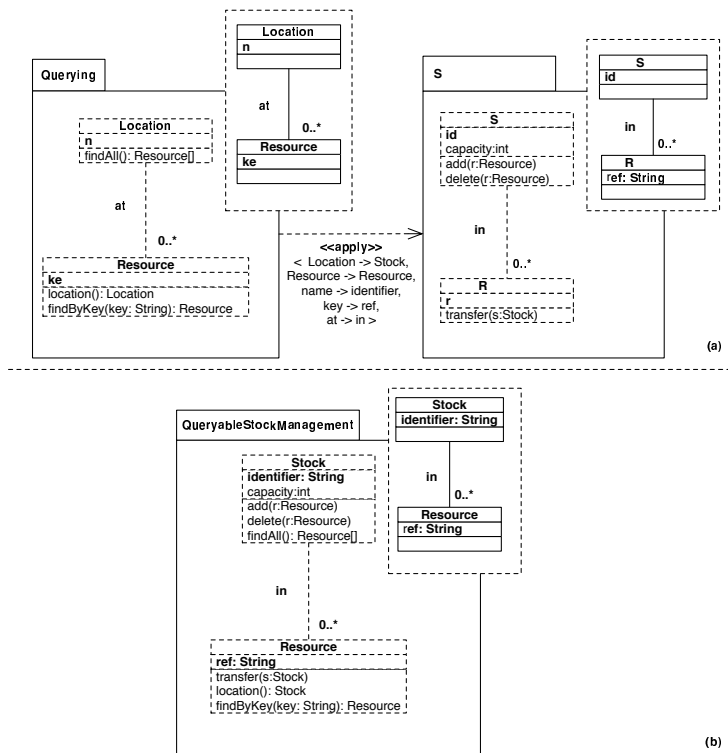 Querying
Location
n
findAll(): Resource[]
at
0..*
Resource
ke
location(): Location
findByKey(key: String): Resource
Location
n
at
0..*
Resource
ke
<<apply>>
< Location -> Stock,
Resource -> Resource,
name -> identifier,
key -> ref,
at -> in >
S
S
id
capacity:int
add(r:Resource)
delete(r:Resource)
in
0..*
R
r
transfer(s:Stock)
S
id
in
0..*
R
ref: String
(a)
QueryableStockManagement
Stock
identifier: String
capacity:int
add(r:Resource)
delete(r:Resource)
findAll(): Resource[]
in
0..*
Resource
ref: String
transfer(s:Stock)
location(): Stock
findByKey(key: String): Resource
Stock
identifier: String
in
0..*
Resource
ref: String
(b)